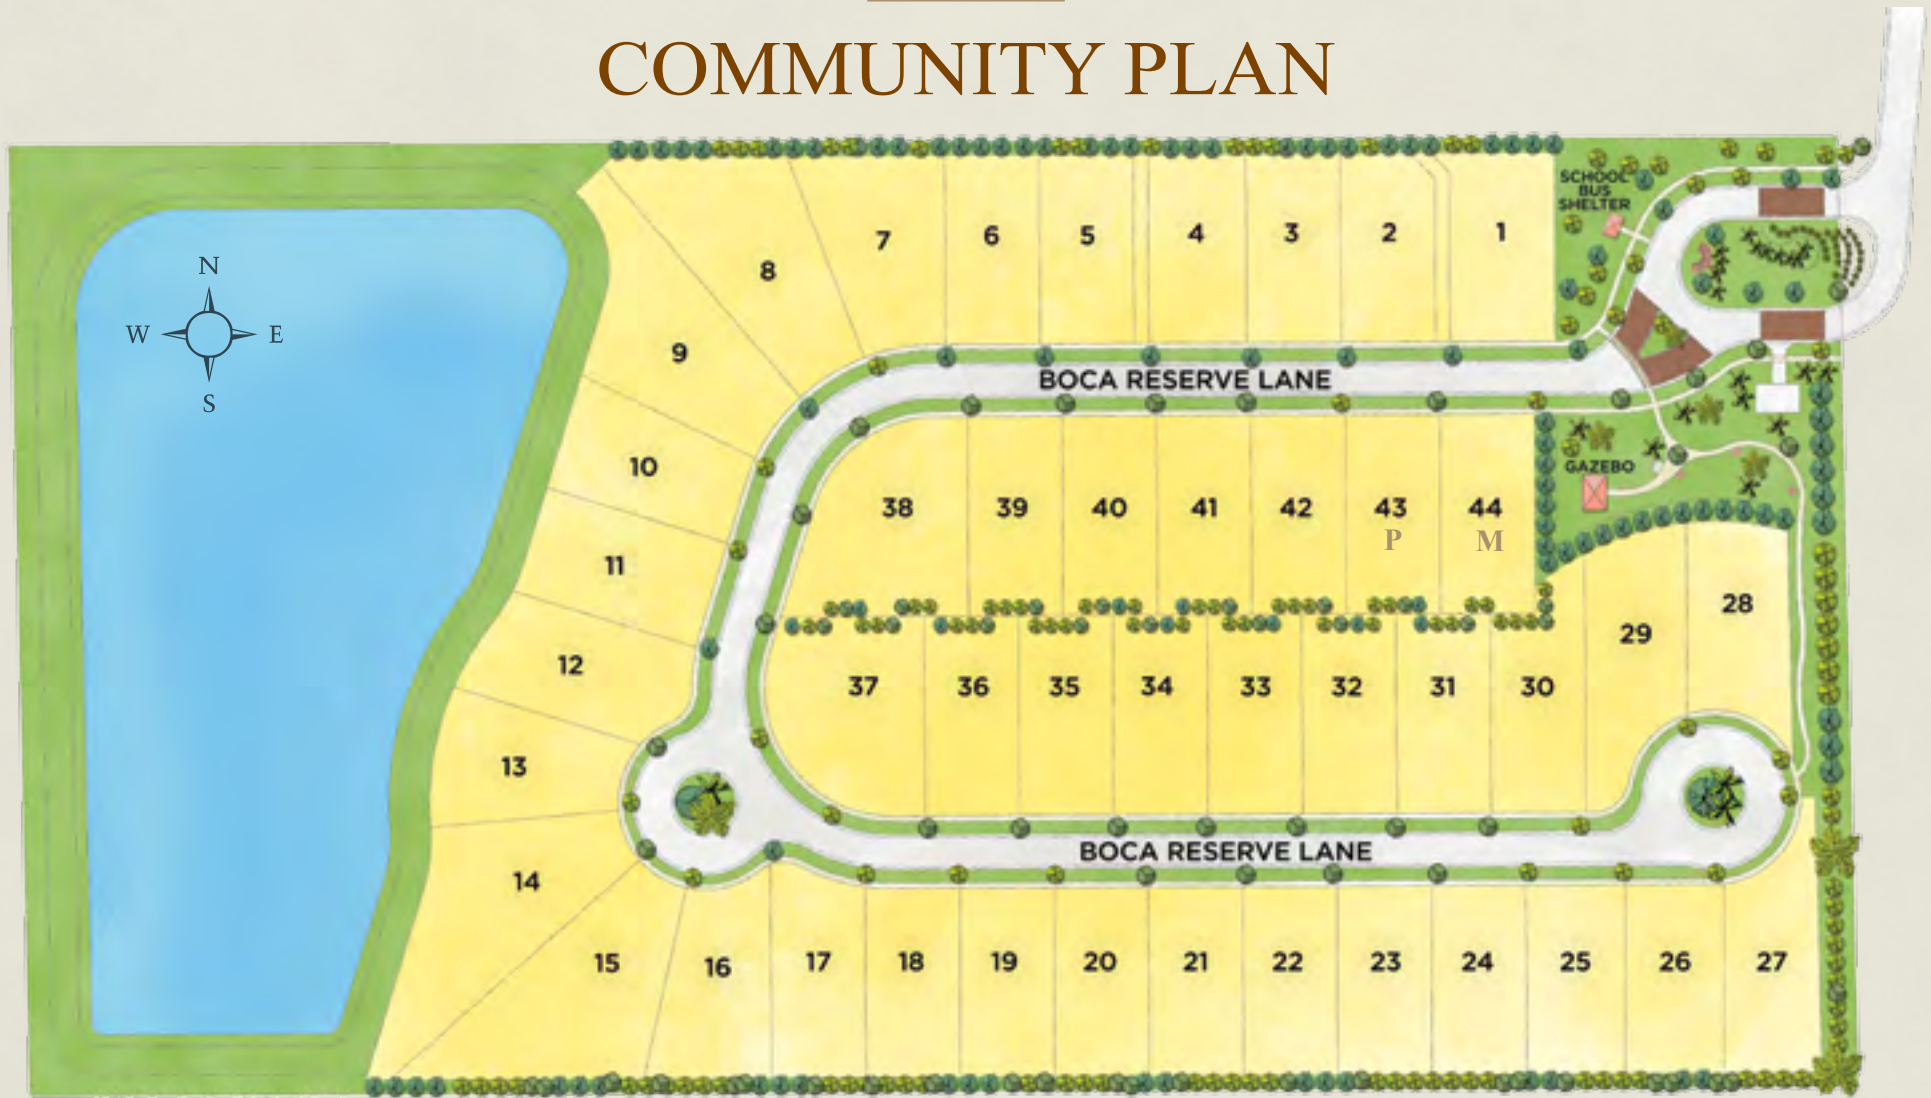 COMMUNITY PLAN
SCHOOL
BUS
SHELTER
7 6 5 4 3 2 1
8
N
W E
S
9
BOCA RESERVE LANE
10
GAZEBO
38 39 40 41 42 43 44
P M
11
28
29
12
37 36 35 34 33 32 31 30
13
BOCA RESERVE LANE
14
15 16 17 18 19 20 21 22 23 24 25 26 27